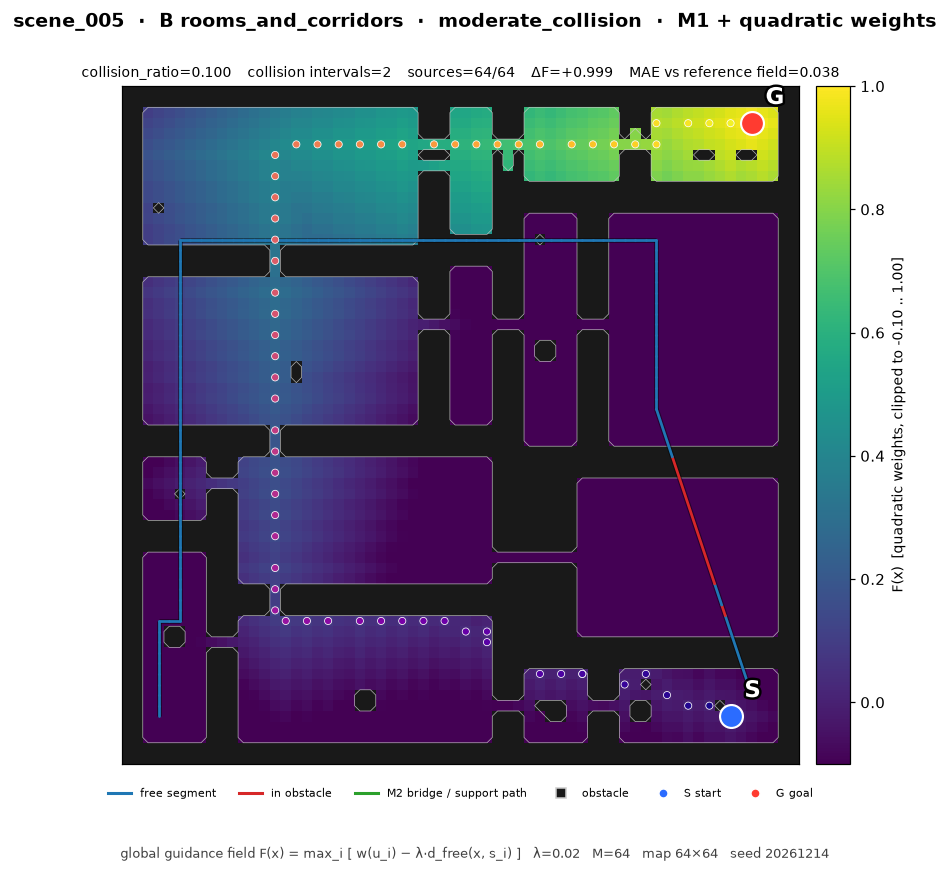 scene_005 · B rooms_and_corridors · moderate_collision · M1 + quadratic weights
collision_ratio=0.100 collision intervals=2 sources=64/64 ΔF=+0.999 MAE vs reference field=0.038
G
S
1.0
0.8
0.6
0.4
0.2
0.0
F(x) [quadratic weights, clipped to -0.10 .. 1.00]
free segment
in obstacle
M2 bridge / support path
obstacle
S start
G goal
global guidance field F(x) = max_i [ w(u_i) − λ·d_free(x, s_i) ] λ=0.02 M=64 map 64×64 seed 20261214